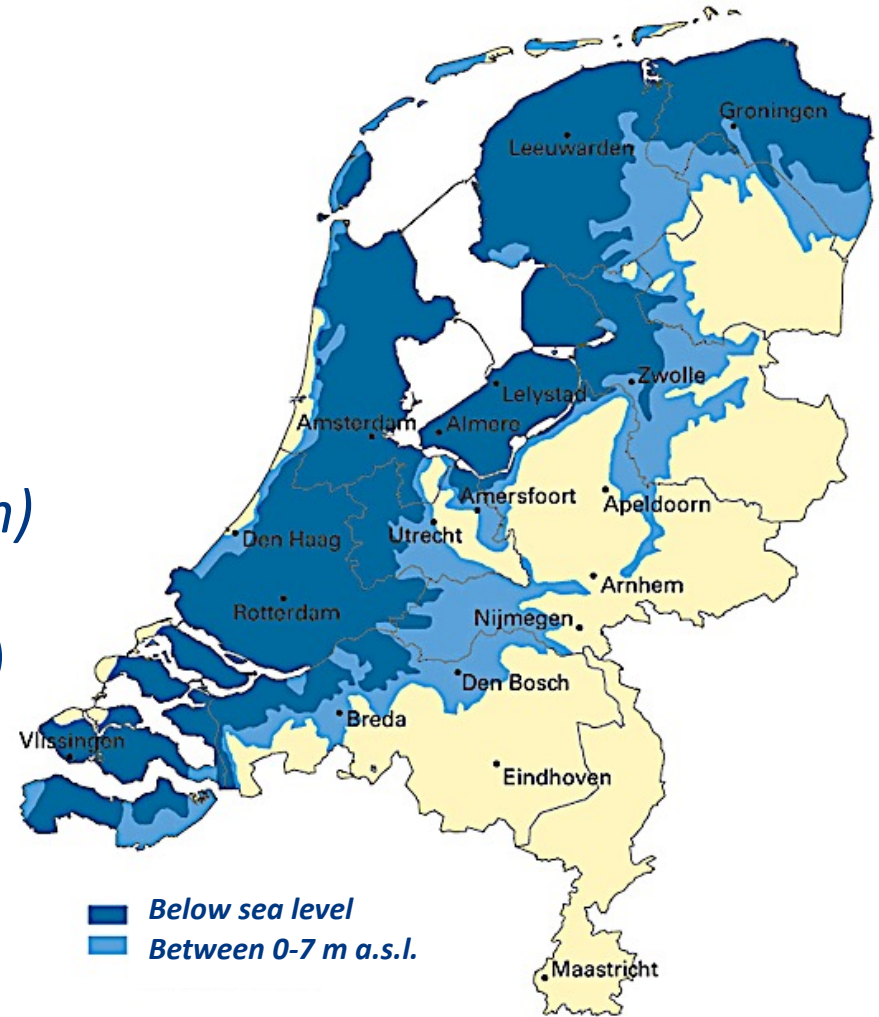 Groningen
Leeuwarden
Zwolle
Lelystad
Amsterdam
Almere
Amersfoort
Apeldoorn
m)
Den Haag
Utrecht
Arnhem
Rotterdam
Nijmegen
)
Den Bosch
Breda
Vlissingen
Eindhoven
Below sea level
Between 0-7 m a.s.l.
Maastricht